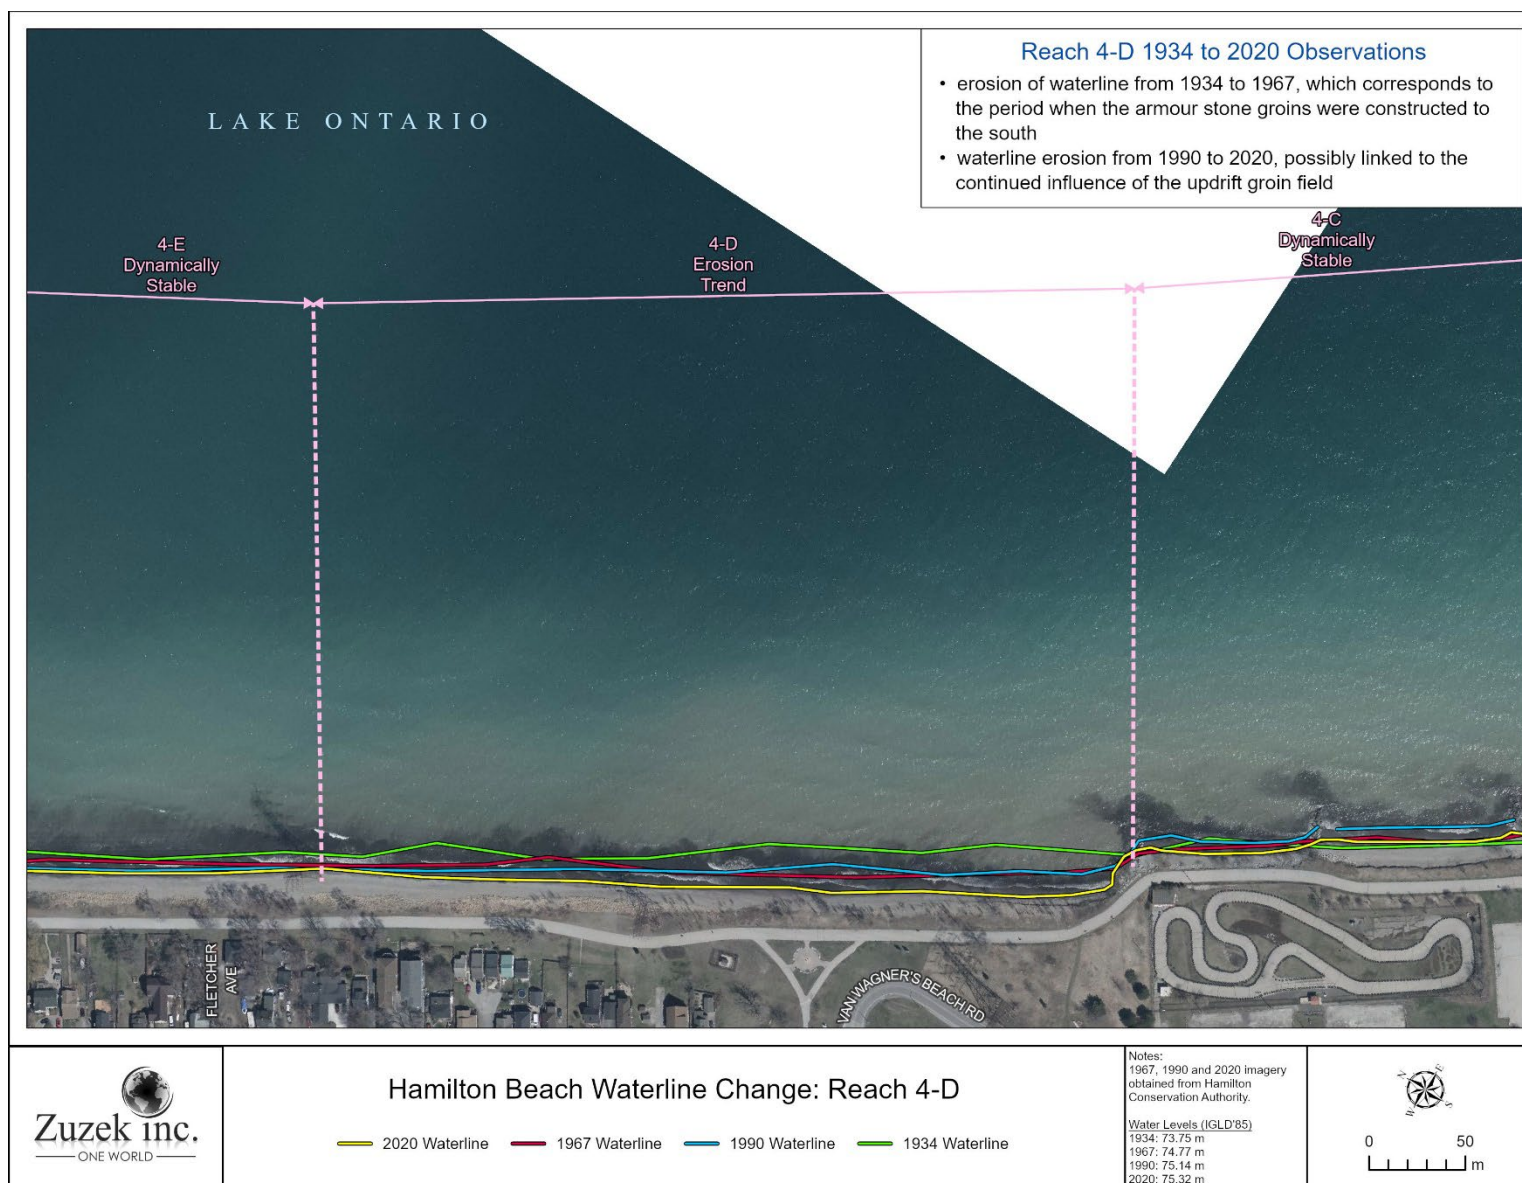 Reach 4-D 1934 to 2020 Observations
• erosion of waterline from 1934 to 1967, which corresponds to
the period when the armour stone groins were constructed to
the south
• waterline erosion from 1990 to 2020, possibly linked to the
continued influence of the updrift groin field
LAKE ONTARIO
4-E
Dynamically
Stable
4-D
Erosion
Trend
4-C
Dynamically
Stable
FLETCHER
AVE
VAN WAGNER'S BEACH RD
Zuzek inc.
ONE WORLD
Hamilton Beach Waterline Change: Reach 4-D
2020 Waterline
1967 Waterline
1990 Waterline
1934 Waterline
Notes:
1967, 1990 and 2020 imagery
obtained from Hamilton
Conservation Authority.
Water Levels (IGLD'85)
1934: 73.75 m
1967: 74.77 m
1990: 75.14 m
2020: 75.32 m
N
E
W
S
0 50
m